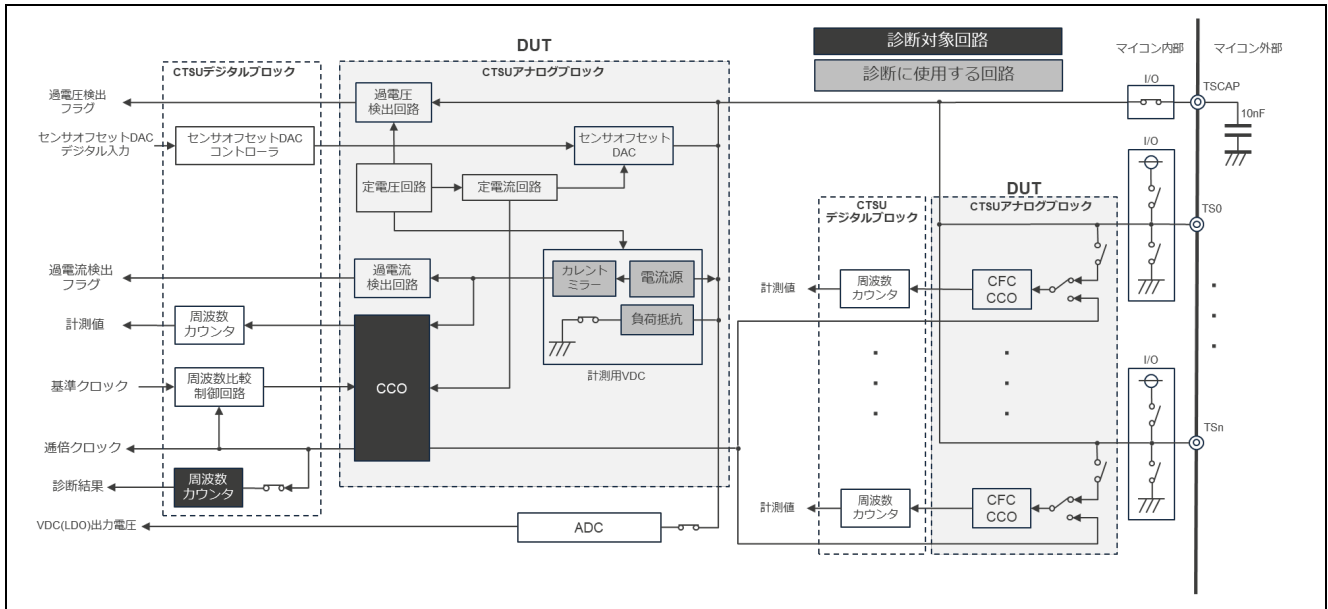 DUT
診断対象回路
診断に使用する回路
マイコン内部
マイコン外部
CTSUデジタルブロック
CTSUアナログブロック
過電圧検出
フラグ
過電圧
検出回路
I/O
TSCAP
10nF
センサオフセットDAC
デジタル入力
センサオフセットDAC
コントローラ
センサオフセット
DAC
I/O
定電圧回路
定電流回路
DUT
CTSU
デジタルブロック
CTSUアナログブロック
TS0
過電流検出
フラグ
過電流
検出回路
カレント
ミラー
電流源
計測値
周波数
カウンタ
CFC
CCO
計測値
周波数
カウンタ
負荷抵抗
計測用VDC
基準クロック
周波数比較
制御回路
CCO
I/O
逓倍クロック
TSn
診断結果
周波数
カウンタ
計測値
周波数
カウンタ
CFC
CCO
VDC(LDO)出力電圧
ADC